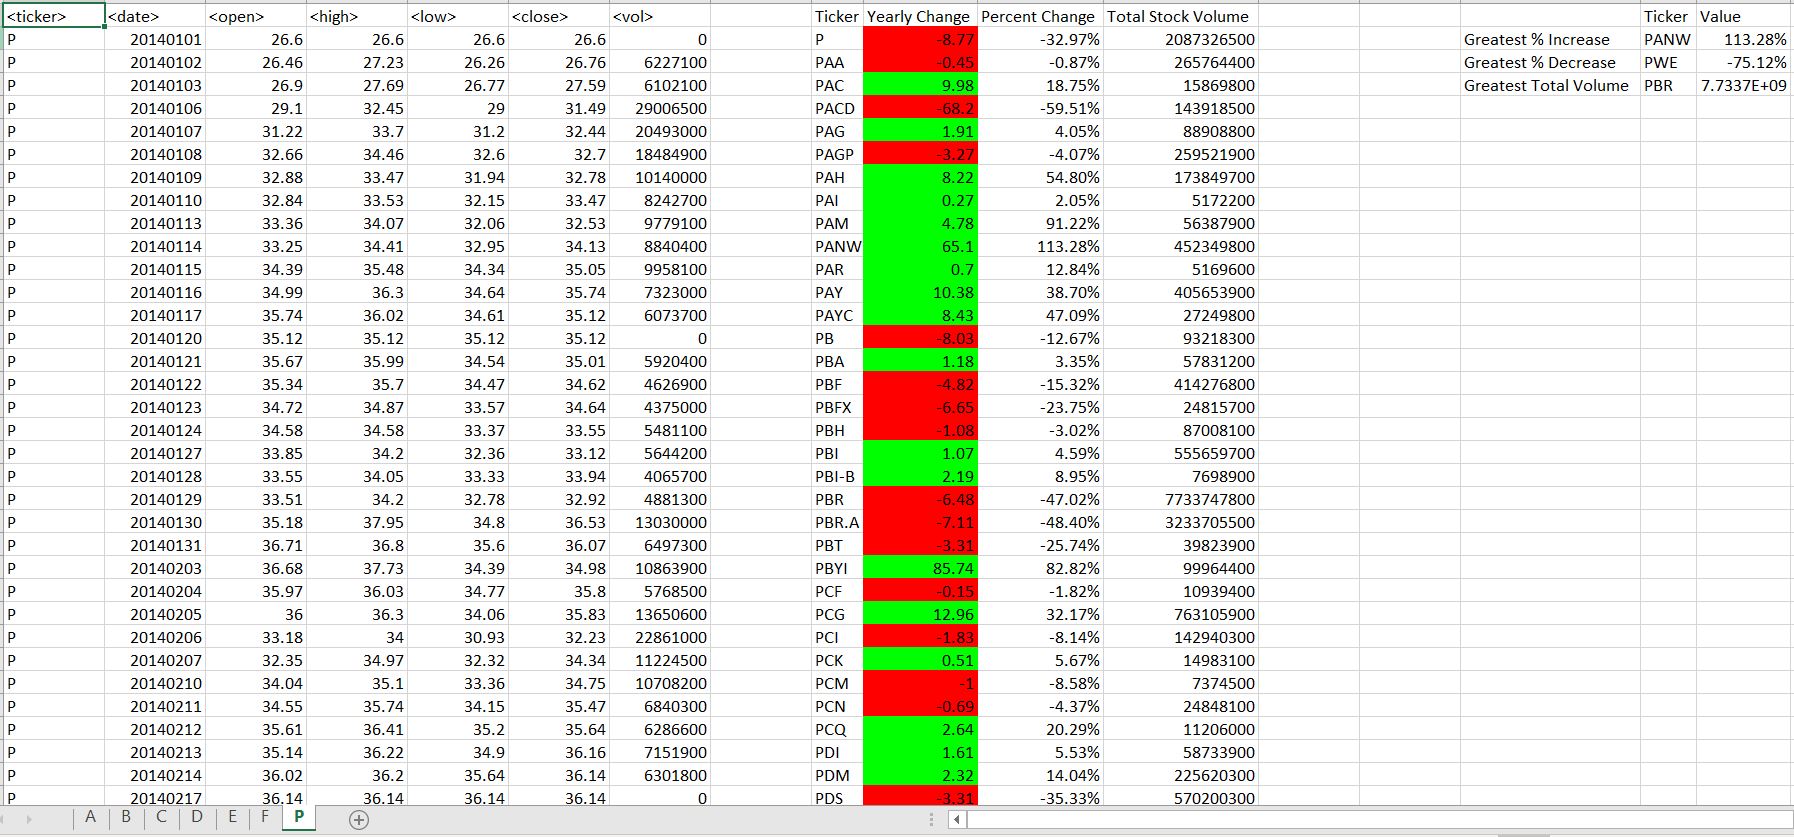 <ticker> <date> <open> <high> <low> <close> <vol> Ticker Yearly Change Percent Change Total Stock Volume Ticker Value
P 20140101 26.6 26.6 26.6 26.6 0 P -8.77 -32.97% 2087326500 Greatest % Increase PANW 113.28%
P 20140102 26.46 27.23 26.26 26.76 6227100 PAA -0.45 -0.87% 265764400 Greatest % Decrease PWE -75.12%
P 20140103 26.9 27.69 26.77 27.59 6102100 PAC 9.98 18.75% 15869800 Greatest Total Volume PBR 7.7337E+09
P 20140106 29.1 32.45 29 31.49 29006500 PACD -68.2 -59.51% 143918500
P 20140107 31.22 33.7 31.2 32.44 20493000 PAG 1.91 4.05% 88908800
P 20140108 32.66 34.46 32.6 32.7 18484900 PAGP -3.27 -4.07% 259521900
P 20140109 32.88 33.47 31.94 32.78 10140000 PAH 8.22 54.80% 173849700
P 20140110 32.84 33.53 32.15 33.47 8242700 PAI 0.27 2.05% 5172200
P 20140113 33.36 34.07 32.06 32.53 9779100 PAM 4.78 91.22% 56387900
P 20140114 33.25 34.41 32.95 34.13 8840400 PANW 65.1 113.28% 452349800
P 20140115 34.39 35.48 34.34 35.05 9958100 PAR 0.7 12.84% 5169600
P 20140116 34.99 36.3 34.64 35.74 7323000 PAY 10.38 38.70% 405653900
P 20140117 35.74 36.02 34.61 35.12 6073700 PAYC 8.43 47.09% 27249800
P 20140120 35.12 35.12 35.12 35.12 0 PB -8.03 -12.67% 93218300
P 20140121 35.67 35.99 34.54 35.01 5920400 PBA 1.18 3.35% 57831200
P 20140122 35.34 35.7 34.47 34.62 4626900 PBF -4.82 -15.32% 414276800
P 20140123 34.72 34.87 33.57 34.64 4375000 PBFX -6.65 -23.75% 24815700
P 20140124 34.58 34.58 33.37 33.55 5481100 PBH -1.08 -3.02% 87008100
P 20140127 33.85 34.2 32.36 33.12 5644200 PBI 1.07 4.59% 555659700
P 20140128 33.55 34.05 33.33 33.94 4065700 PBI-B 2.19 8.95% 7698900
P 20140129 33.51 34.2 32.78 32.92 4881300 PBR -6.48 -47.02% 7733747800
P 20140130 35.18 37.95 34.8 36.53 13030000 PBR.A -7.11 -48.40% 3233705500
P 20140131 36.71 36.8 35.6 36.07 6497300 PBT -3.31 -25.74% 39823900
P 20140203 36.68 37.73 34.39 34.98 10863900 PBYI 85.74 82.82% 99964400
P 20140204 35.97 36.03 34.77 35.8 5768500 PCF -0.15 -1.82% 10939400
P 20140205 36 36.3 34.06 35.83 13650600 PCG 12.96 32.17% 763105900
P 20140206 33.18 34 30.93 32.23 22861000 PCI -1.83 -8.14% 142940300
P 20140207 32.35 34.97 32.32 34.34 11224500 PCK 0.51 5.67% 14983100
P 20140210 34.04 35.1 33.36 34.75 10708200 PCM -1 -8.58% 7374500
P 20140211 34.55 35.74 34.15 35.47 6840300 PCN -0.69 -4.37% 24848100
P 20140212 35.61 36.41 35.2 35.64 6286600 PCQ 2.64 20.29% 11206000
P 20140213 35.14 36.22 34.9 36.16 7151900 PDI 1.61 5.53% 58733900
P 20140214 36.02 36.2 35.64 36.14 6301800 PDM 2.32 14.04% 225620300
P 20140217 36.14 36.14 36.14 36.14 0 PDS -3.31 -35.33% 570200300
A B C D E F P